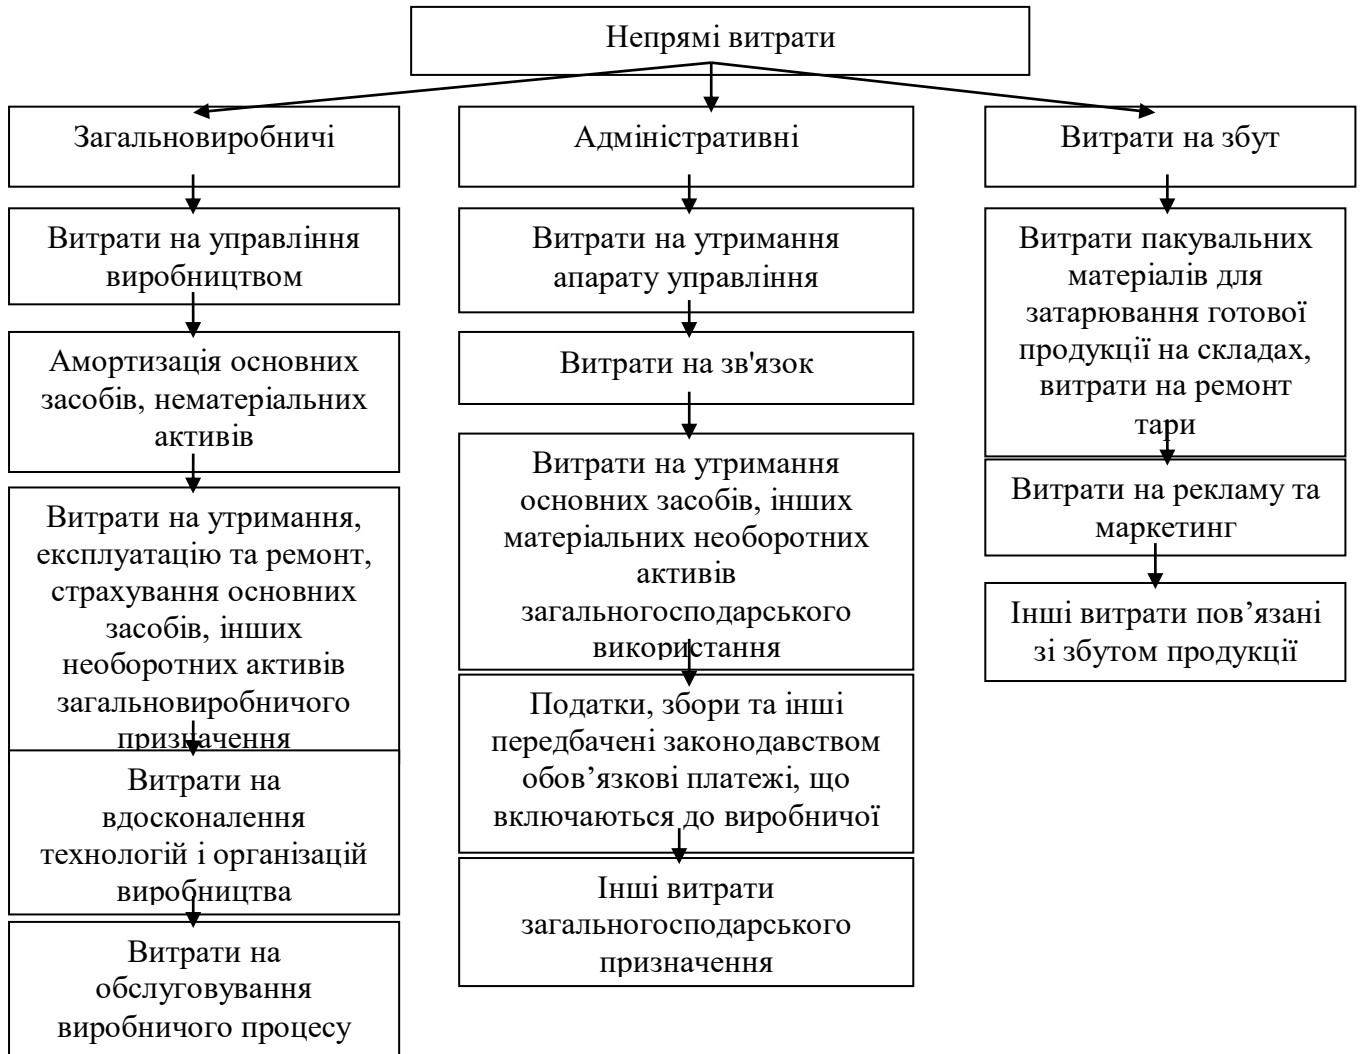 Непрямі витрати
Загальновиробничі
Адміністративні
Витрати на збут
Витрати на управління
виробництвом
Амортизація основних
засобів, нематеріальних
активів
Витрати на утримання,
експлуатацію та ремонт,
страхування основних
засобів, інших
необоротних активів
загальновиробничого
призначення
Витрати на
вдосконалення
технологій і організацій
виробництва
Витрати на
обслуговування
виробничого процесу
Витрати на утримання
апарату управління
Витрати на зв'язок
Витрати на утримання
основних засобів, інших
матеріальних необоротних
активів
загальногосподарського
використання
Податки, збори та інші
передбачені законодавством
обов’язкові платежі, що
включаються до виробничої
Інші витрати
загальногосподарського
призначення
Витрати пакувальних
матеріалів для
затарювання готової
продукції на складах,
витрати на ремонт
тари
Витрати на рекламу та
маркетинг
Інші витрати пов’язані
зі збутом продукції